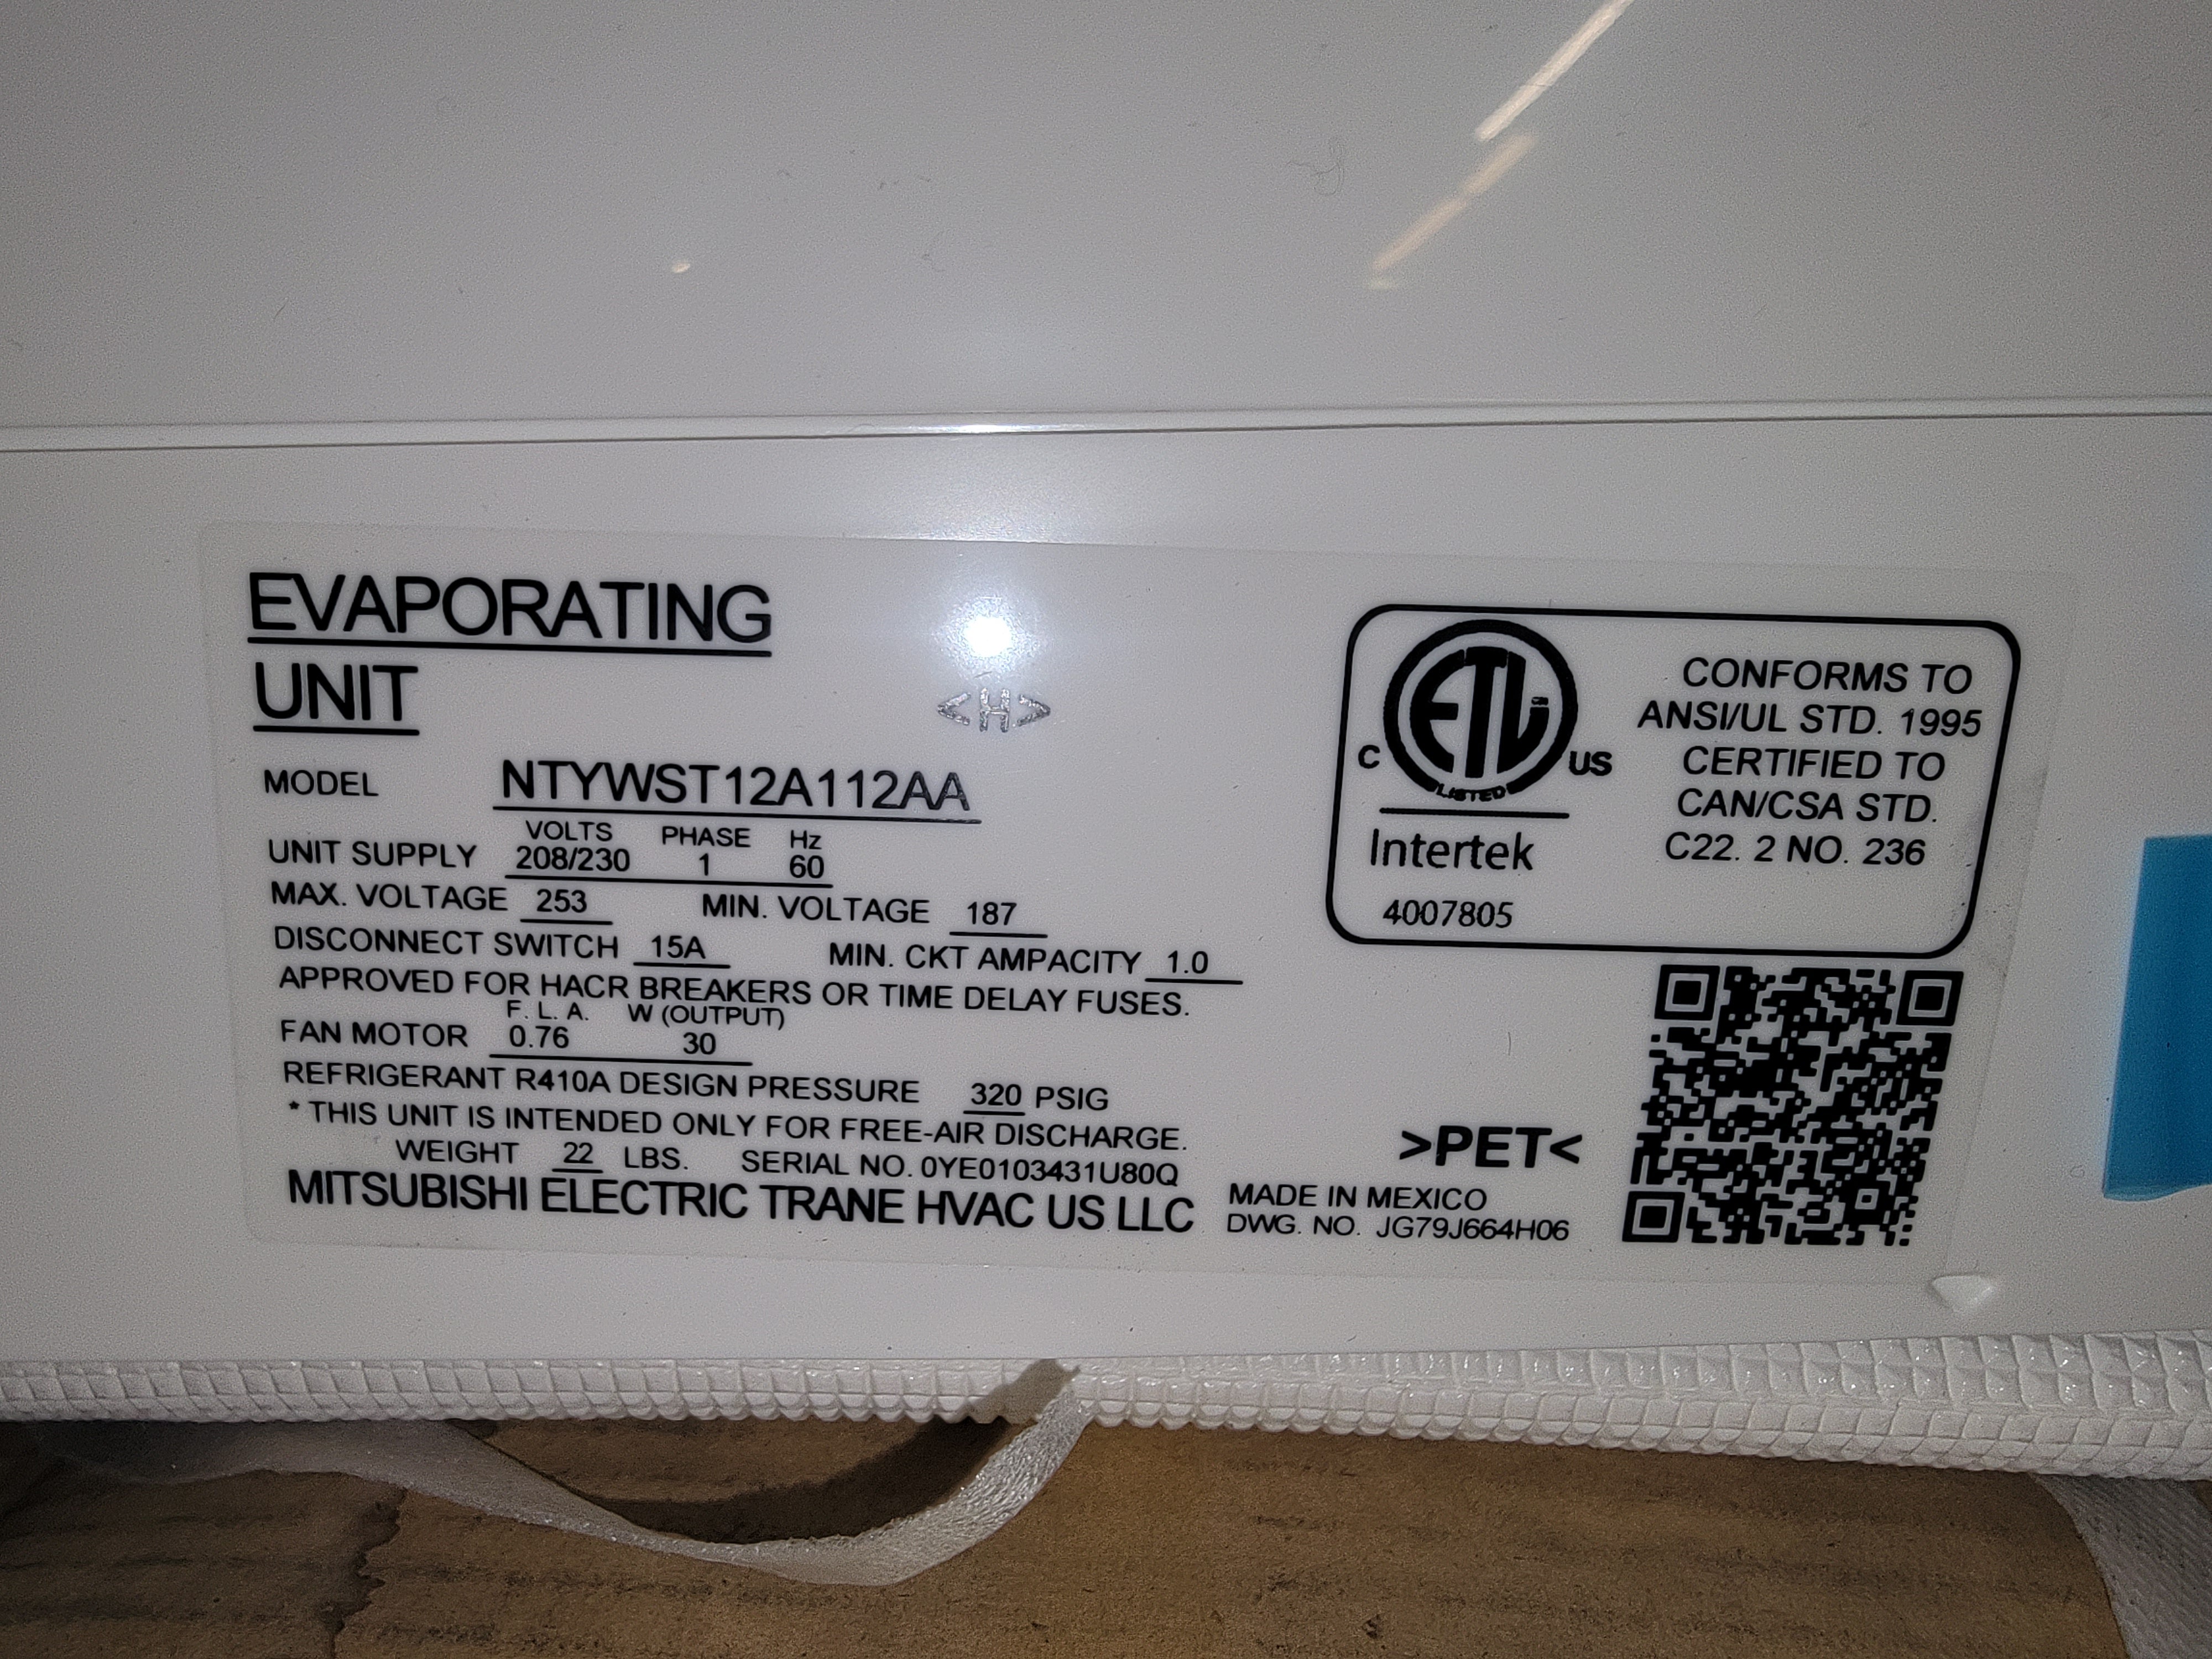 EVAPORATING
UNIT
<H>
MODEL NTYWST12A112AA
VOLTS PHASE Hz
UNIT SUPPLY 208/230 1 60
MAX. VOLTAGE 253 MIN. VOLTAGE 187
DISCONNECT SWITCH 15A MIN. CKT AMPACITY 1.0
APPROVED FOR HACR BREAKERS OR TIME DELAY FUSES.
F. L. A. W (OUTPUT)
FAN MOTOR 0.76 30
REFRIGERANT R410A DESIGN PRESSURE 320 PSIG
* THIS UNIT IS INTENDED ONLY FOR FREE-AIR DISCHARGE.
WEIGHT 22 LBS. SERIAL NO. 0YE0103431U80Q
MITSUBISHI ELECTRIC TRANE HVAC US LLC
ETL
C US
LISTED
Intertek
4007805
CONFORMS TO
ANSI/UL STD. 1995
CERTIFIED TO
CAN/CSA STD.
C22. 2 NO. 236
>PET<
MADE IN MEXICO
DWG. NO. JG79J664H06